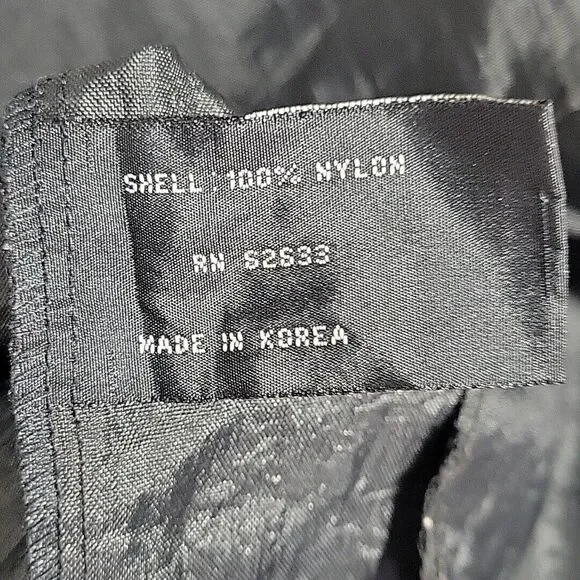 SHELL : 100% NYLON
RN 62633
MADE IN KOREA